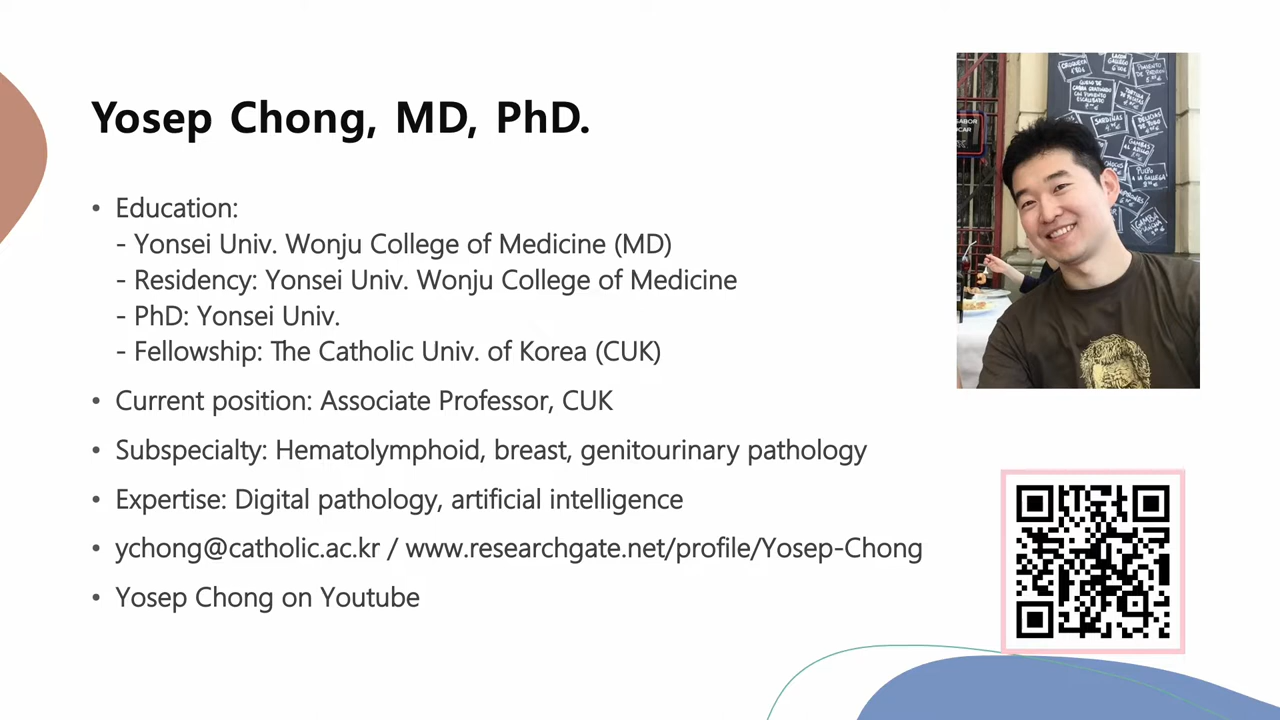 Yosep Chong, MD, PhD.
• Education:
- Yonsei Univ. Wonju College of Medicine (MD)
- Residency: Yonsei Univ. Wonju College of Medicine
- PhD: Yonsei Univ.
- Fellowship: The Catholic Univ. of Korea (CUK)
• Current position: Associate Professor, CUK
• Subspecialty: Hematolymphoid, breast, genitourinary pathology
• Expertise: Digital pathology, artificial intelligence
• ychong@catholic.ac.kr / www.researchgate.net/profile/Yosep-Chong
• Yosep Chong on Youtube
SARDINAS